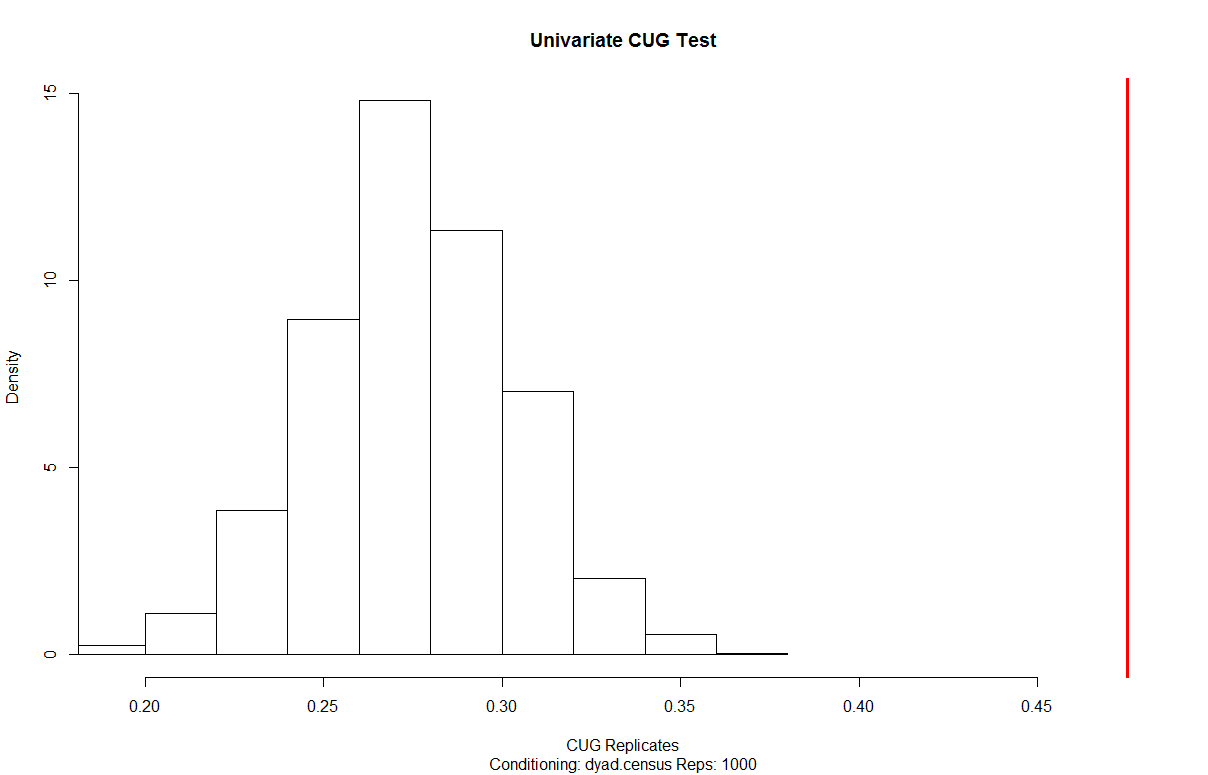 Univariate CUG Test
Density
15
10
5
0
0.20 0.25 0.30 0.35 0.40 0.45
CUG Replicates
Conditioning: dyad.census Reps: 1000